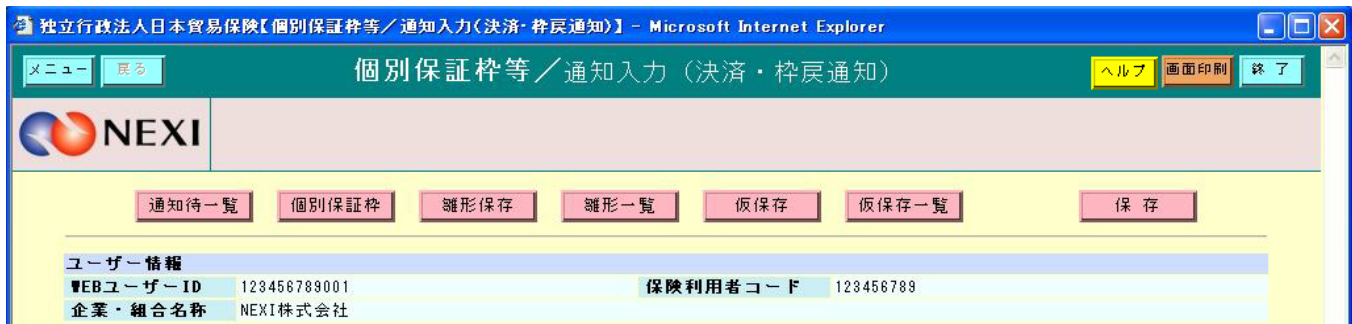 独立行政法人日本貿易保険【個別保証枠等/通知入力(決済・枠戻通知)】 - Microsoft Internet Explorer
メニュー 戻る 個別保証枠等／通知入力（決済・枠戻通知） ヘルプ 画面印刷 終了
NEXI
通知待一覧 個別保証枠 雛形保存 雛形一覧 仮保存 仮保存一覧 保存
ユーザー情報
WEBユーザーID 123456789001 保険利用者コード 123456789
企業・組合名称 NEXI株式会社